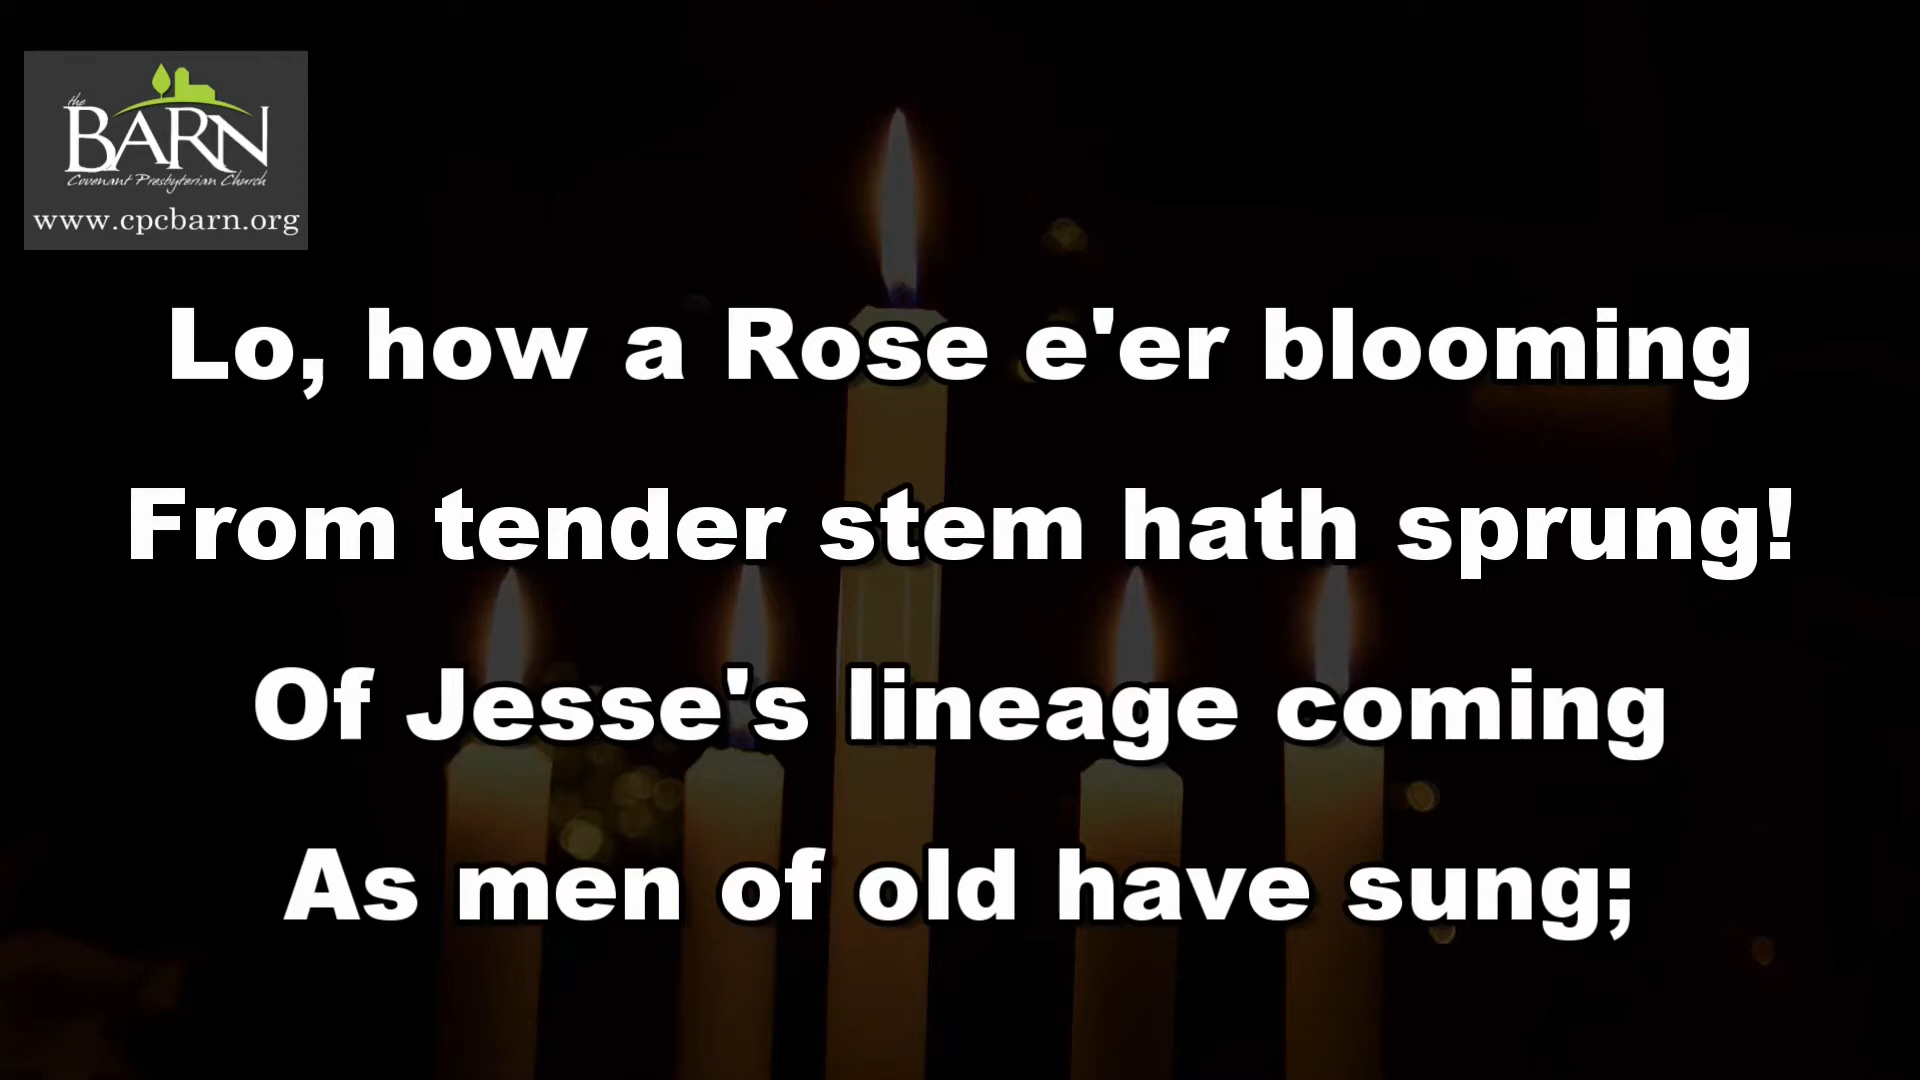 the
BARN
Covenant Presbyterian Church
www.cpcbarn.org
Lo, how a Rose e'er blooming
From tender stem hath sprung!
Of Jesse's lineage coming
As men of old have sung;